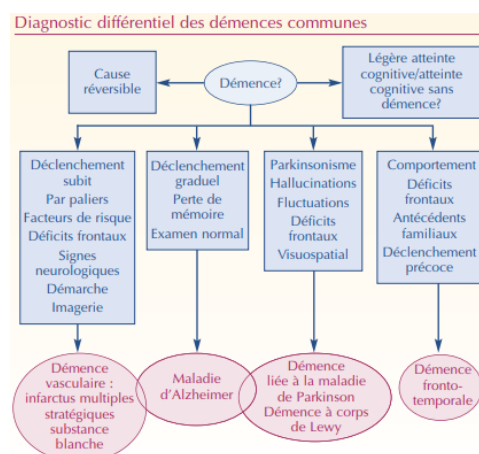 Diagnostic différentiel des démences communes
Cause
réversible
Démence?
Légère atteinte
cognitive/atteinte
cognitive sans
démence?
Déclenchement
subit
Par paliers
Facteurs de risque
Déficits frontaux
Signes
neurologiques
Démarche
Imagerie
Déclenchement
graduel
Perte de
mémoire
Examen normal
Parkinsonisme
Hallucinations
Fluctuations
Déficits
frontaux
Visuospatial
Comportement
Déficits
frontaux
Antécédents
familiaux
Déclenchement
précoce
Démence
vasculaire :
infarctus multiples
stratégiques
substance
blanche
Maladie
d'Alzheimer
Démence
liée à la maladie
de Parkinson
Démence à corps
de Lewy
Démence
fronto-
temporale